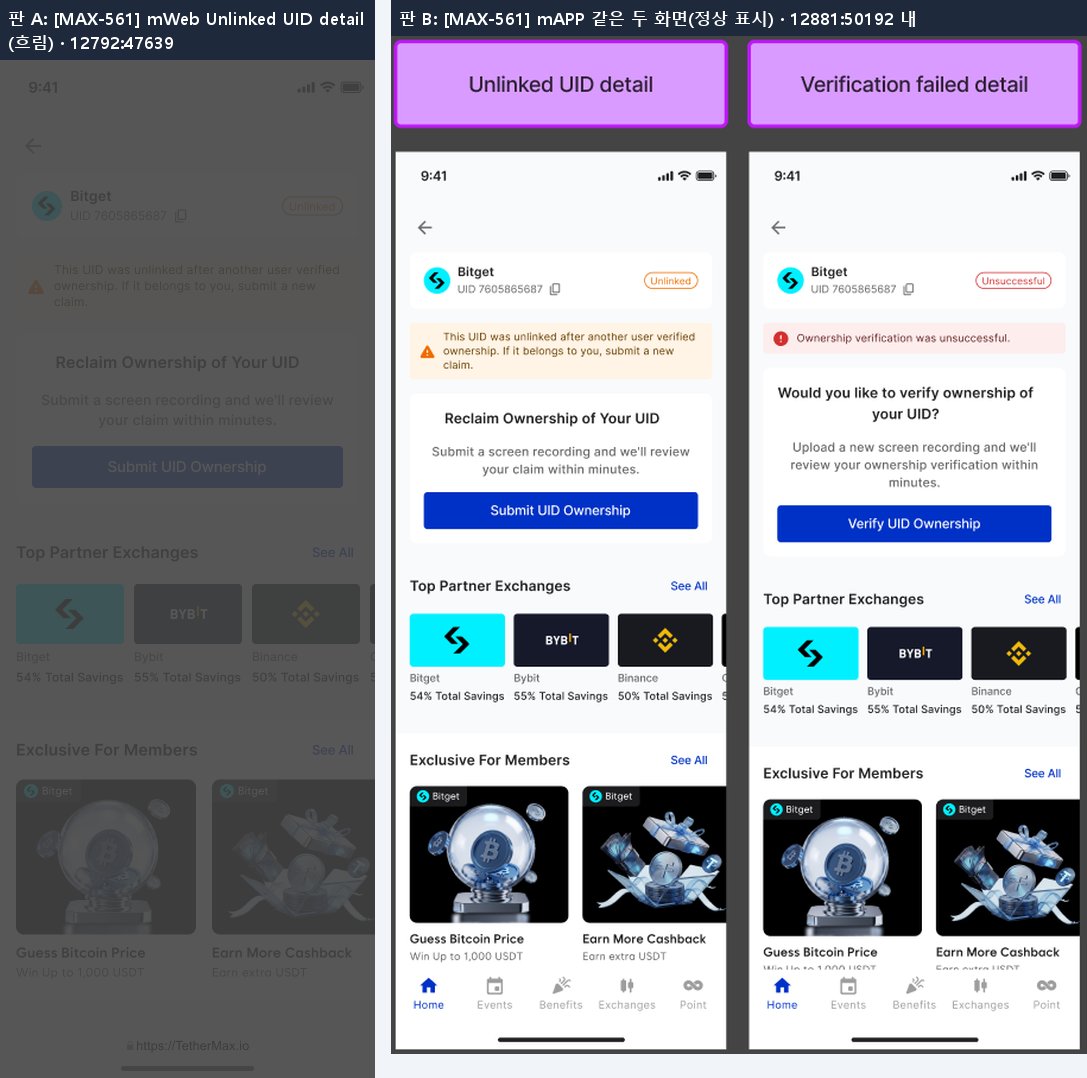 판 A: [MAX-561] mWeb Unlinked UID detail
(흐림) · 12792:47639
9:41
Bitget
UID 7605865687
Unlinked
This UID was unlinked after another user verified
ownership. If it belongs to you, submit a new
claim.
Reclaim Ownership of Your UID
Submit a screen recording and we'll review
your claim within minutes.
Submit UID Ownership
Top Partner Exchanges
See All
BYBIT
Bitget
Bybit
Binance
54% Total Savings
55% Total Savings
50% Total Savings
Exclusive For Members
See All
Bitget
Bitget
Guess Bitcoin Price
Earn More Cashback
Win Up to 1,000 USDT
Earn extra USDT
https://TetherMax.io
판 B: [MAX-561] mAPP 같은 두 화면(정상 표시) · 12881:50192 내
Unlinked UID detail
9:41
Bitget
UID 7605865687
Unlinked
This UID was unlinked after another user verified
ownership. If it belongs to you, submit a new
claim.
Reclaim Ownership of Your UID
Submit a screen recording and we'll review
your claim within minutes.
Submit UID Ownership
Top Partner Exchanges
See All
BYBIT
Bitget
Bybit
Binance
54% Total Savings
55% Total Savings
50% Total Savings
Exclusive For Members
See All
Bitget
Bitget
Guess Bitcoin Price
Earn More Cashback
Win Up to 1,000 USDT
Earn extra USDT
Home
Events
Benefits
Exchanges
Point
Verification failed detail
9:41
Bitget
UID 7605865687
Unsuccessful
Ownership verification was unsuccessful.
Would you like to verify ownership of
your UID?
Upload a new screen recording and we'll
review your ownership verification within
minutes.
Verify UID Ownership
Top Partner Exchanges
See All
BYBIT
Bitget
Bybit
Binance
54% Total Savings
55% Total Savings
50% Total Savings
Exclusive For Members
See All
Bitget
Bitget
Guess Bitcoin Price
Earn More Cashback
Win Up to 1,000 USDT
Earn extra USDT
Home
Events
Benefits
Exchanges
Point